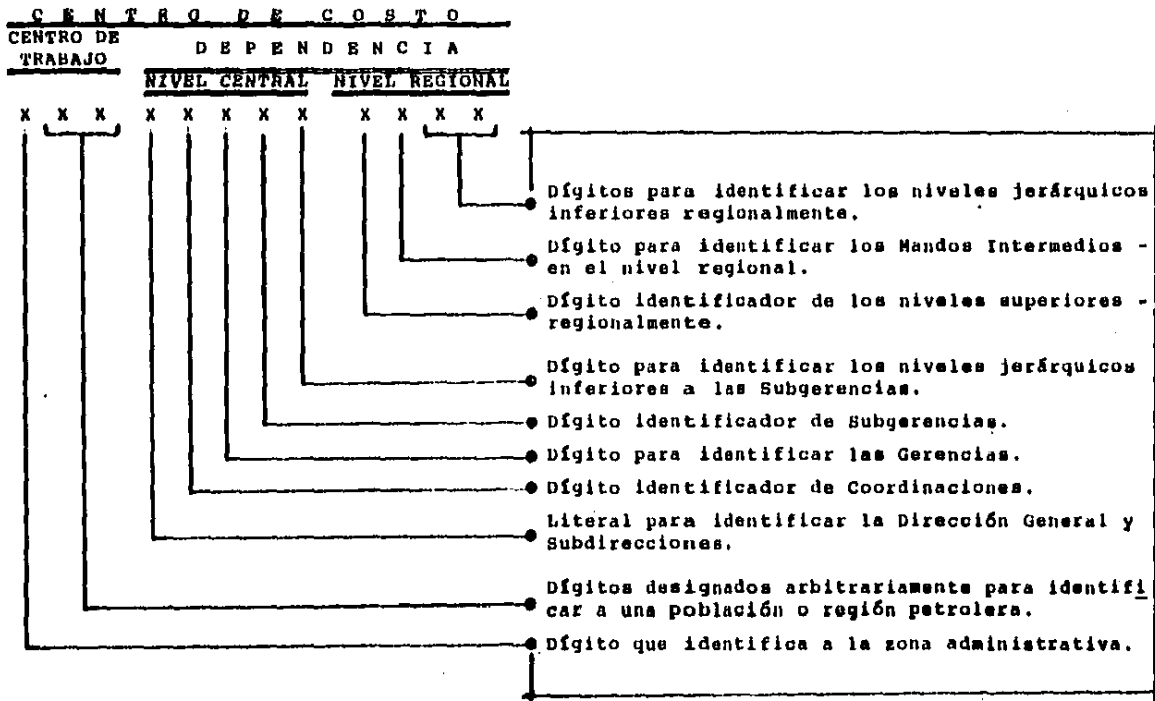 CENTRO DE COSTO
CENTRO DE TRABAJO
DEPENDENCIA
NIVEL CENTRAL NIVEL REGIONAL
X X X X X X X X X X X X
Dígitos para identificar los niveles jerárquicos
inferiores regionalmente.
Dígito para identificar los Mandos Intermedios -
en el nivel regional.
Dígito identificador de los niveles superiores -
regionalmente.
Dígito para identificar los niveles jerárquicos
inferiores a las Subgerencias.
Dígito identificador de Subgerencias.
Dígito para identificar las Gerencias.
Dígito identificador de Coordinaciones.
Literal para identificar la Dirección General y
Subdirecciones.
Dígitos designados arbitrariamente para identifi
car a una población o región petrolera.
Dígito que identifica a la zona administrativa.